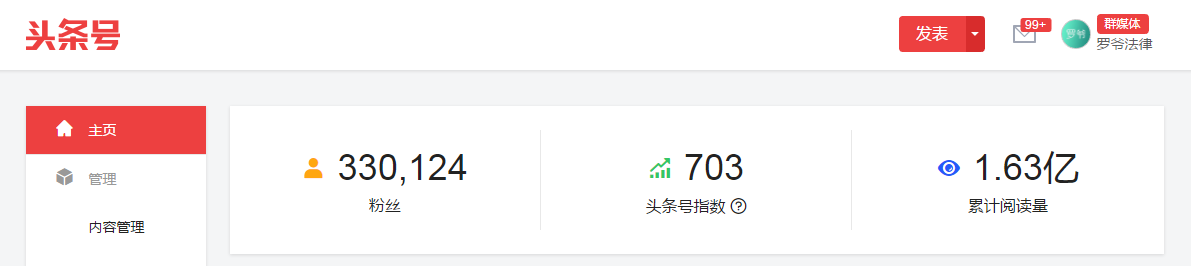 头条号
发表
99+
罗爷
群媒体
罗爷法律
主页
管理
内容管理
330,124
粉丝
703
头条号指数 ?
1.63亿
累计阅读量